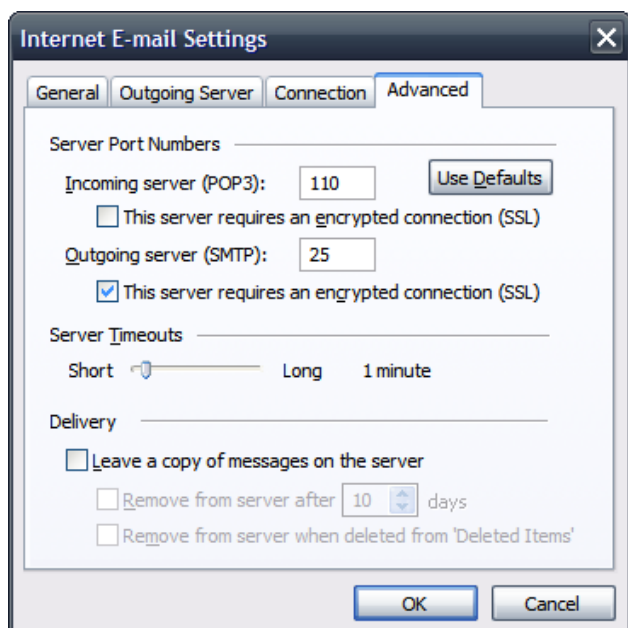 Internet E-mail Settings
General Outgoing Server Connection Advanced
Server Port Numbers
Incoming server (POP3): 110 Use Defaults
This server requires an encrypted connection (SSL)
Outgoing server (SMTP): 25
This server requires an encrypted connection (SSL)
Server Timeouts
Short Long 1 minute
Delivery
Leave a copy of messages on the server
Remove from server after 10 days
Remove from server when deleted from 'Deleted Items'
OK Cancel